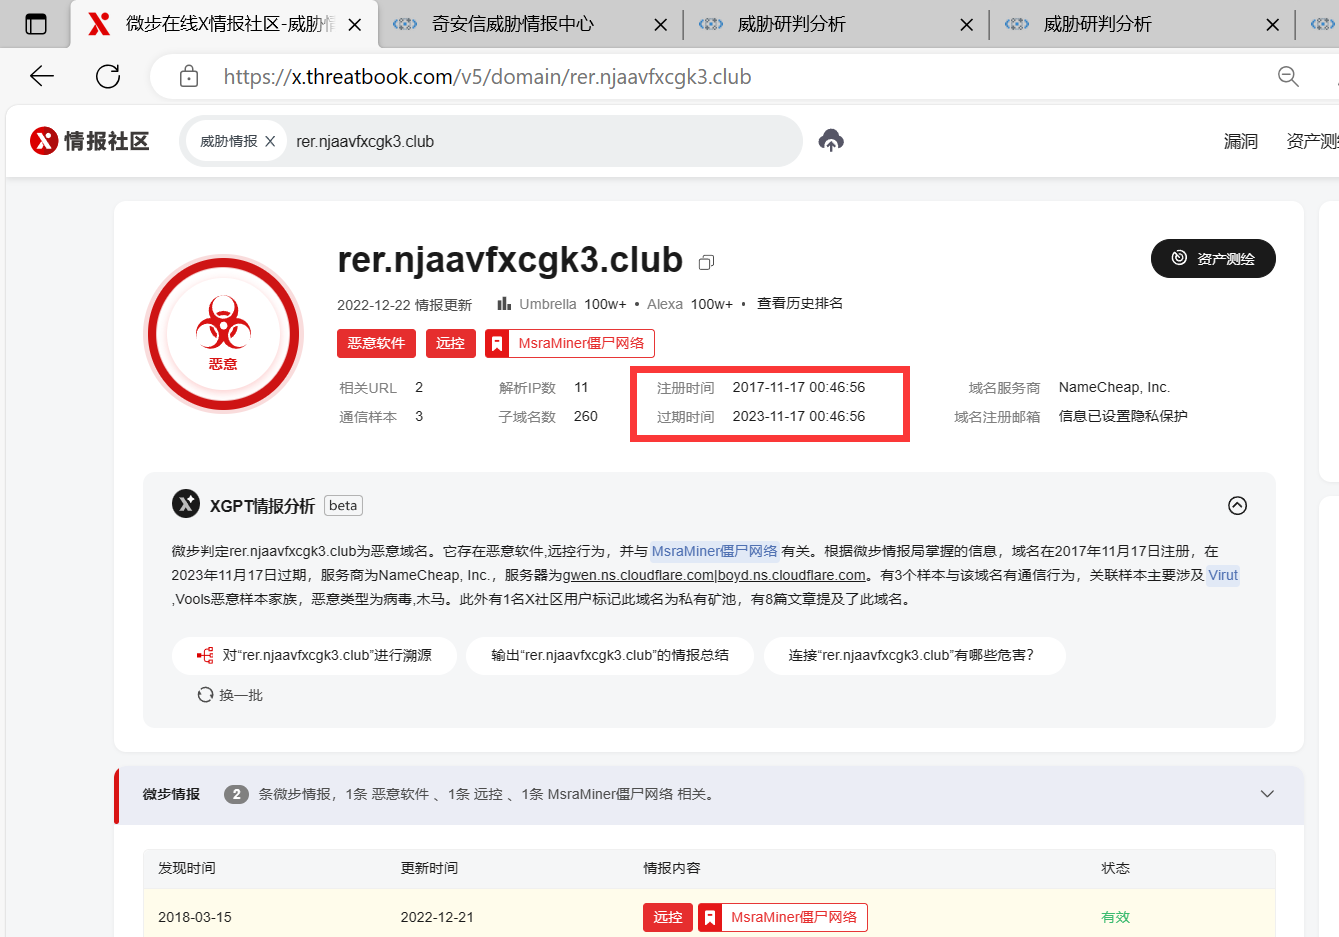 微步在线X情报社区-威胁情 奇安信威胁情报中心 威胁研判分析 威胁研判分析
https://x.threatbook.com/v5/domain/rer.njaavfxcgk3.club
情报社区 威胁情报 rer.njaavfxcgk3.club 漏洞 资产测绘
rer.njaavfxcgk3.club 资产测绘
2022-12-22 情报更新 Umbrella 100w+ • Alexa 100w+ • 查看历史排名
恶意
恶意软件 远控 MsraMiner僵尸网络
相关URL 2 解析IP数 11 注册时间 2017-11-17 00:46:56 域名服务商 NameCheap, Inc.
通信样本 3 子域名数 260 过期时间 2023-11-17 00:46:56 域名注册邮箱 信息已设置隐私保护
XGPT情报分析 beta
微步判定rer.njaavfxcgk3.club为恶意域名。它存在恶意软件,远控行为，并与 MsraMiner僵尸网络 有关。根据微步情报局掌握的信息，域名在2017年11月17日注册，在
2023年11月17日过期，服务商为NameCheap, Inc.，服务器为gwen.ns.cloudflare.com|boyd.ns.cloudflare.com。有3个样本与该域名有通信行为，关联样本主要涉及 Virut
,Vools恶意样本家族，恶意类型为病毒,木马。此外有1名X社区用户标记此域名为私有矿池，有8篇文章提及了此域名。
对“rer.njaavfxcgk3.club”进行溯源 输出“rer.njaavfxcgk3.club”的情报总结 连接“rer.njaavfxcgk3.club”有哪些危害?
换一批
微步情报 2 条微步情报，1条 恶意软件 、1条 远控 、1条 MsraMiner僵尸网络 相关。
发现时间 更新时间 情报内容 状态
2018-03-15 2022-12-21 远控 MsraMiner僵尸网络 有效